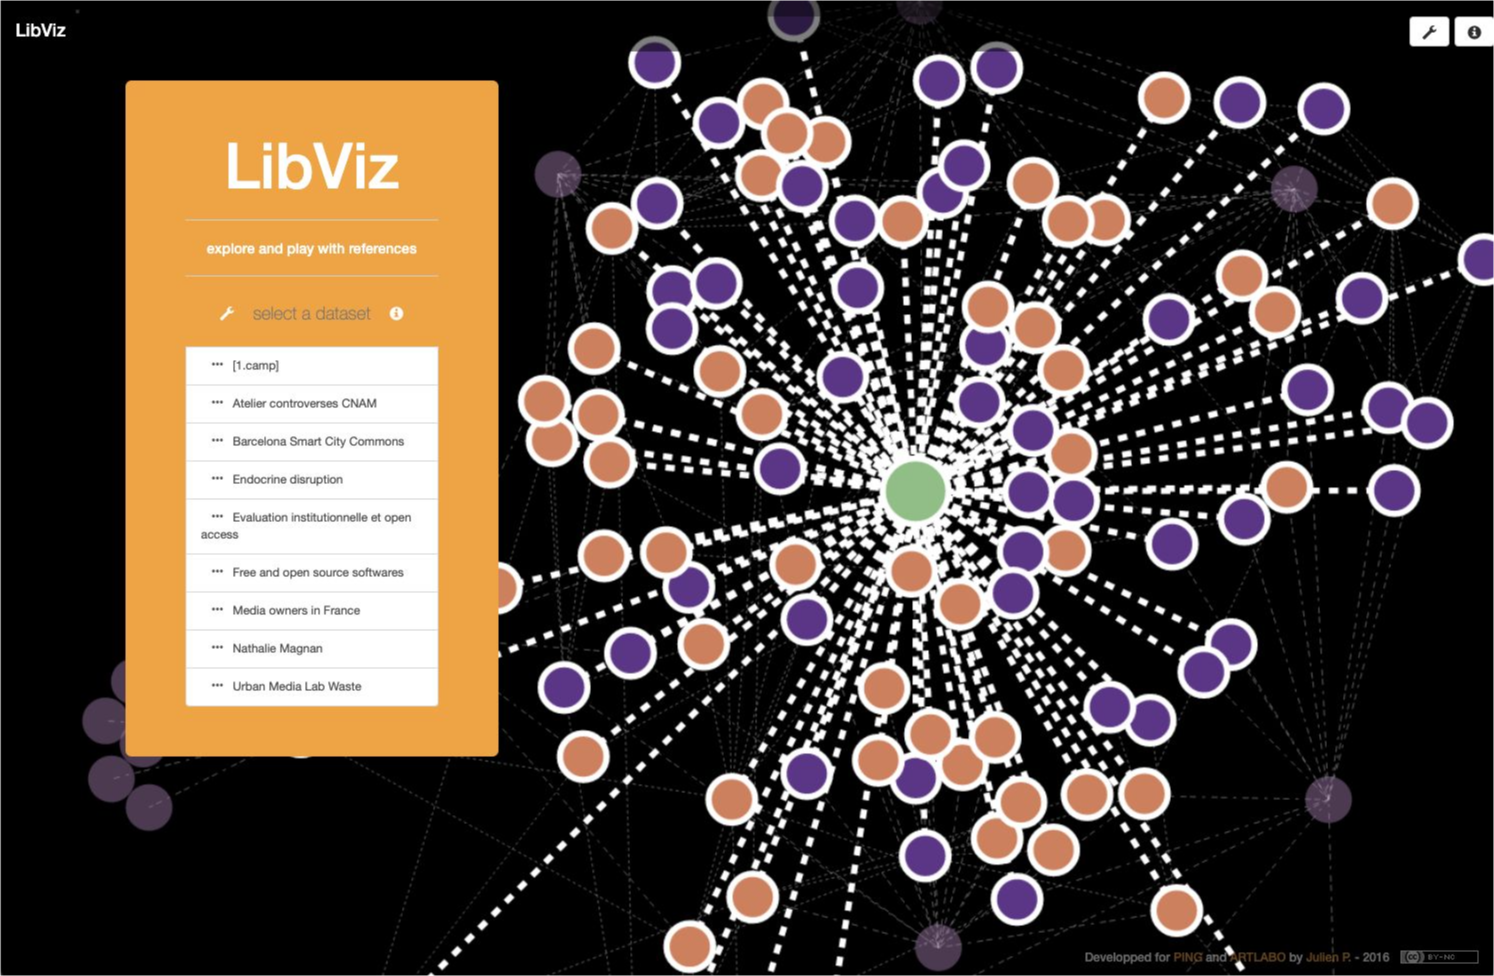 LibViz
LibViz
explore and play with references
select a dataset
[1.camp]
Atelier controverses CNAM
Barcelona Smart City Commons
Endocrine disruption
Evaluation institutionnelle et open
access
Free and open source softwares
Media owners in France
Nathalie Magnan
Urban Media Lab Waste
Developped for PING and ARTLABO by Julien P. - 2016
cc BY-NC